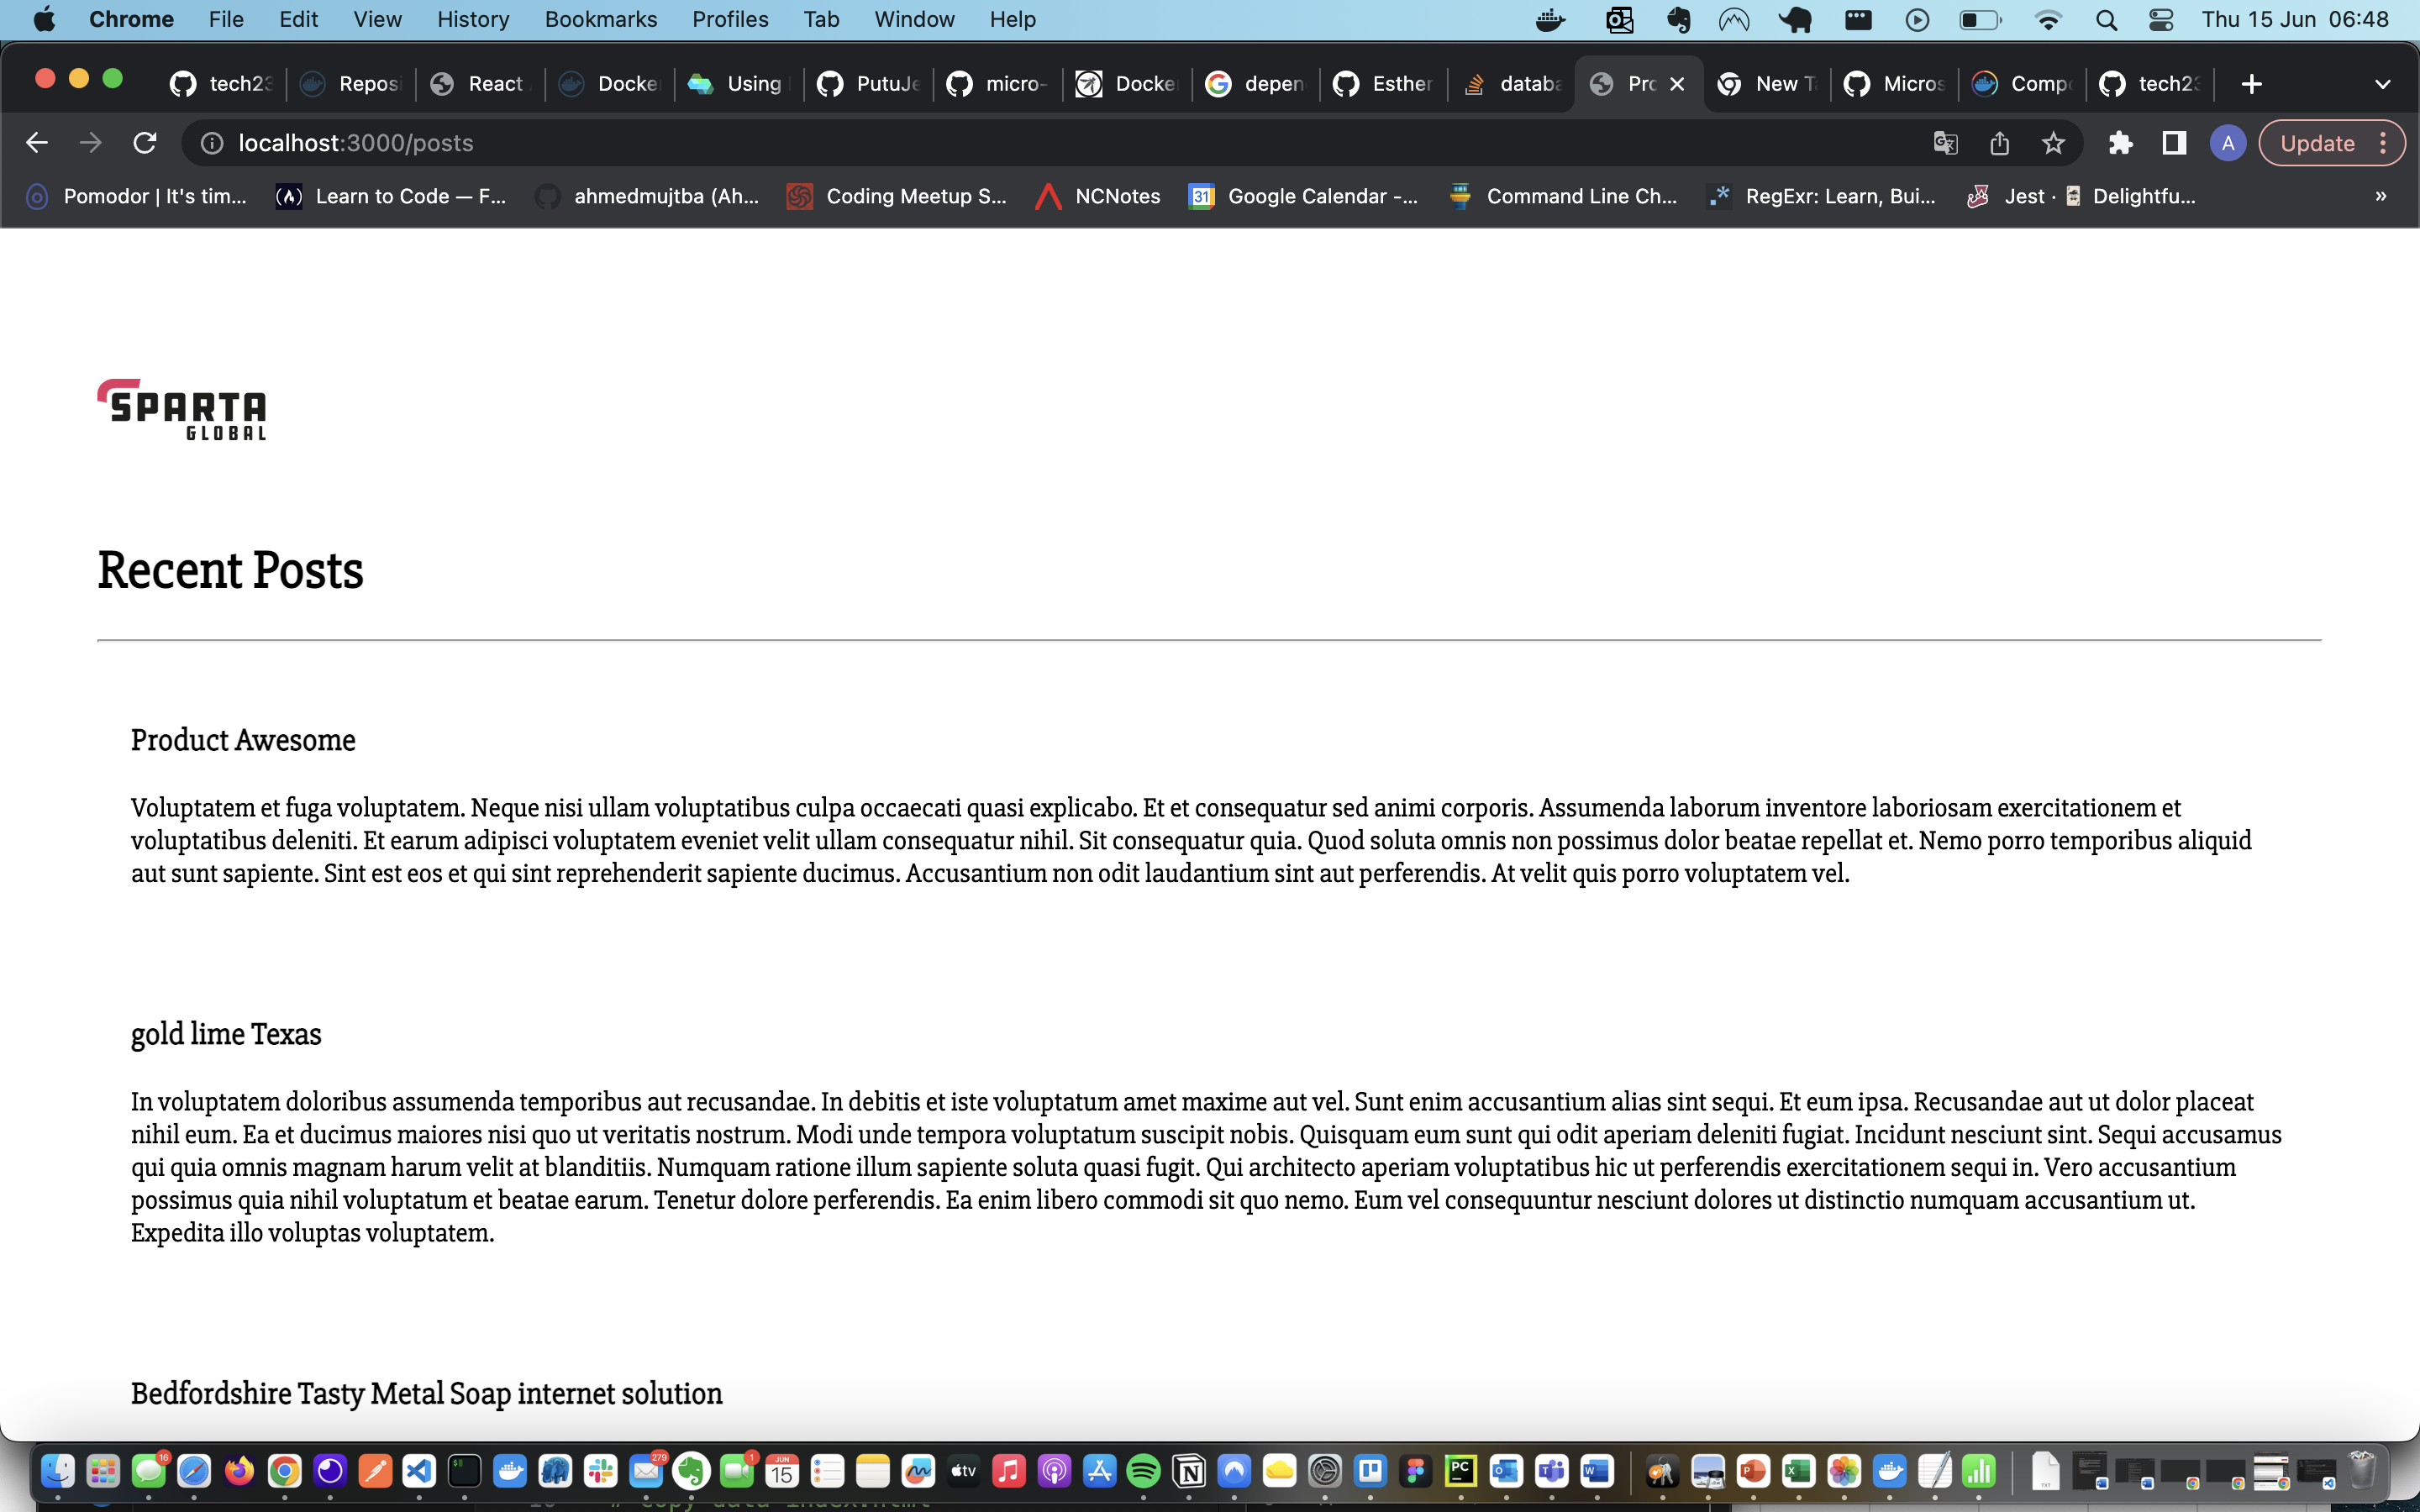 Chrome File Edit View History Bookmarks Profiles Tab Window Help Thu 15 Jun 06:48
tech23 Reposi React Docke Using PutuJe micro- Docke depen Esther databa Pro New T Micros Compo tech23
localhost:3000/posts A Update
Pomodor | It's tim... Learn to Code — F... ahmedmujtba (Ah... Coding Meetup S... NCNotes 31 Google Calendar -... Command Line Ch... RegExr: Learn, Bui... Jest · Delightfu... »
SPARTA
GLOBAL
Recent Posts
Product Awesome
Voluptatem et fuga voluptatem. Neque nisi ullam voluptatibus culpa occaecati quasi explicabo. Et et consequatur sed animi corporis. Assumenda laborum inventore laboriosam exercitationem et
voluptatibus deleniti. Et earum adipisci voluptatem eveniet velit ullam consequatur nihil. Sit consequatur quia. Quod soluta omnis non possimus dolor beatae repellat et. Nemo porro temporibus aliquid
aut sunt sapiente. Sint est eos et qui sint reprehenderit sapiente ducimus. Accusantium non odit laudantium sint aut perferendis. At velit quis porro voluptatem vel.
gold lime Texas
In voluptatem doloribus assumenda temporibus aut recusandae. In debitis et iste voluptatum amet maxime aut vel. Sunt enim accusantium alias sint sequi. Et eum ipsa. Recusandae aut ut dolor placeat
nihil eum. Ea et ducimus maiores nisi quo ut veritatis nostrum. Modi unde tempora voluptatum suscipit nobis. Quisquam eum sunt qui odit aperiam deleniti fugiat. Incidunt nesciunt sint. Sequi accusamus
qui quia omnis magnam harum velit at blanditiis. Numquam ratione illum sapiente soluta quasi fugit. Qui architecto aperiam voluptatibus hic ut perferendis exercitationem sequi in. Vero accusantium
possimus quia nihil voluptatum et beatae earum. Tenetur dolore perferendis. Ea enim libero commodi sit quo nemo. Eum vel consequuntur nesciunt dolores ut distinctio numquam accusantium ut.
Expedita illo voluptas voluptatem.
Bedfordshire Tasty Metal Soap internet solution
16 279 1 JUN 15 tv PC